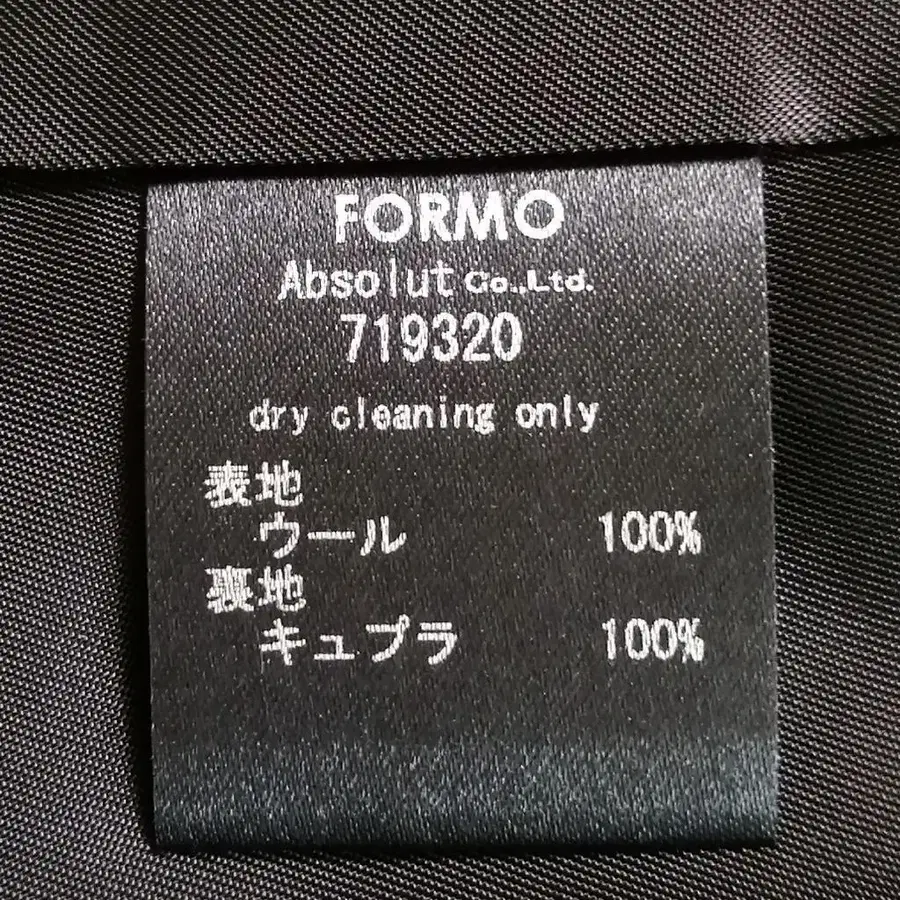 FORMO
Absolut Co.,Ltd.
719320
dry cleaning only
表地
ウール 100%
裏地
キュプラ 100%